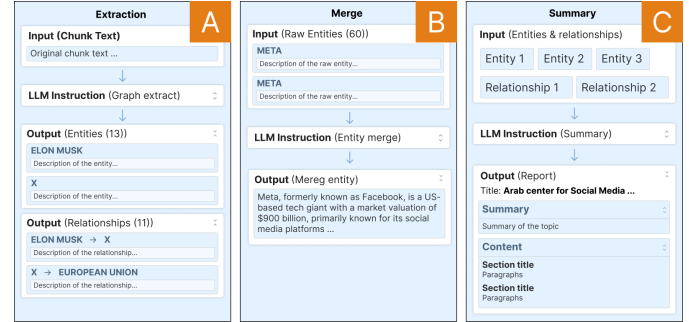 Extraction
A
Input (Chunk Text)
Original chunk text ...
LLM Instruction (Graph extract)
Output (Entities (13))
ELON MUSK
Description of the entity...
X
Description of the entity...
Output (Relationships (11))
ELON MUSK → X
Description of the relationship...
X → EUROPEAN UNION
Description of the relationship...
Merge
B
Input (Raw Entities (60))
META
Description of the raw entity...
META
Description of the raw entity...
LLM Instruction (Entity merge)
Output (Mereg entity)
Meta, formerly known as Facebook, is a US-
based tech giant with a market valuation of
$900 billion, primarily known for its social
media platforms ...
Summary
C
Input (Entities & relationships)
Entity 1 Entity 2 Entity 3
Relationship 1 Relationship 2
LLM Instruction (Summary)
Output (Report)
Title: Arab center for Social Media ...
Summary
Summary of the topic
Content
Section title
Paragraphs
Section title
Paragraphs